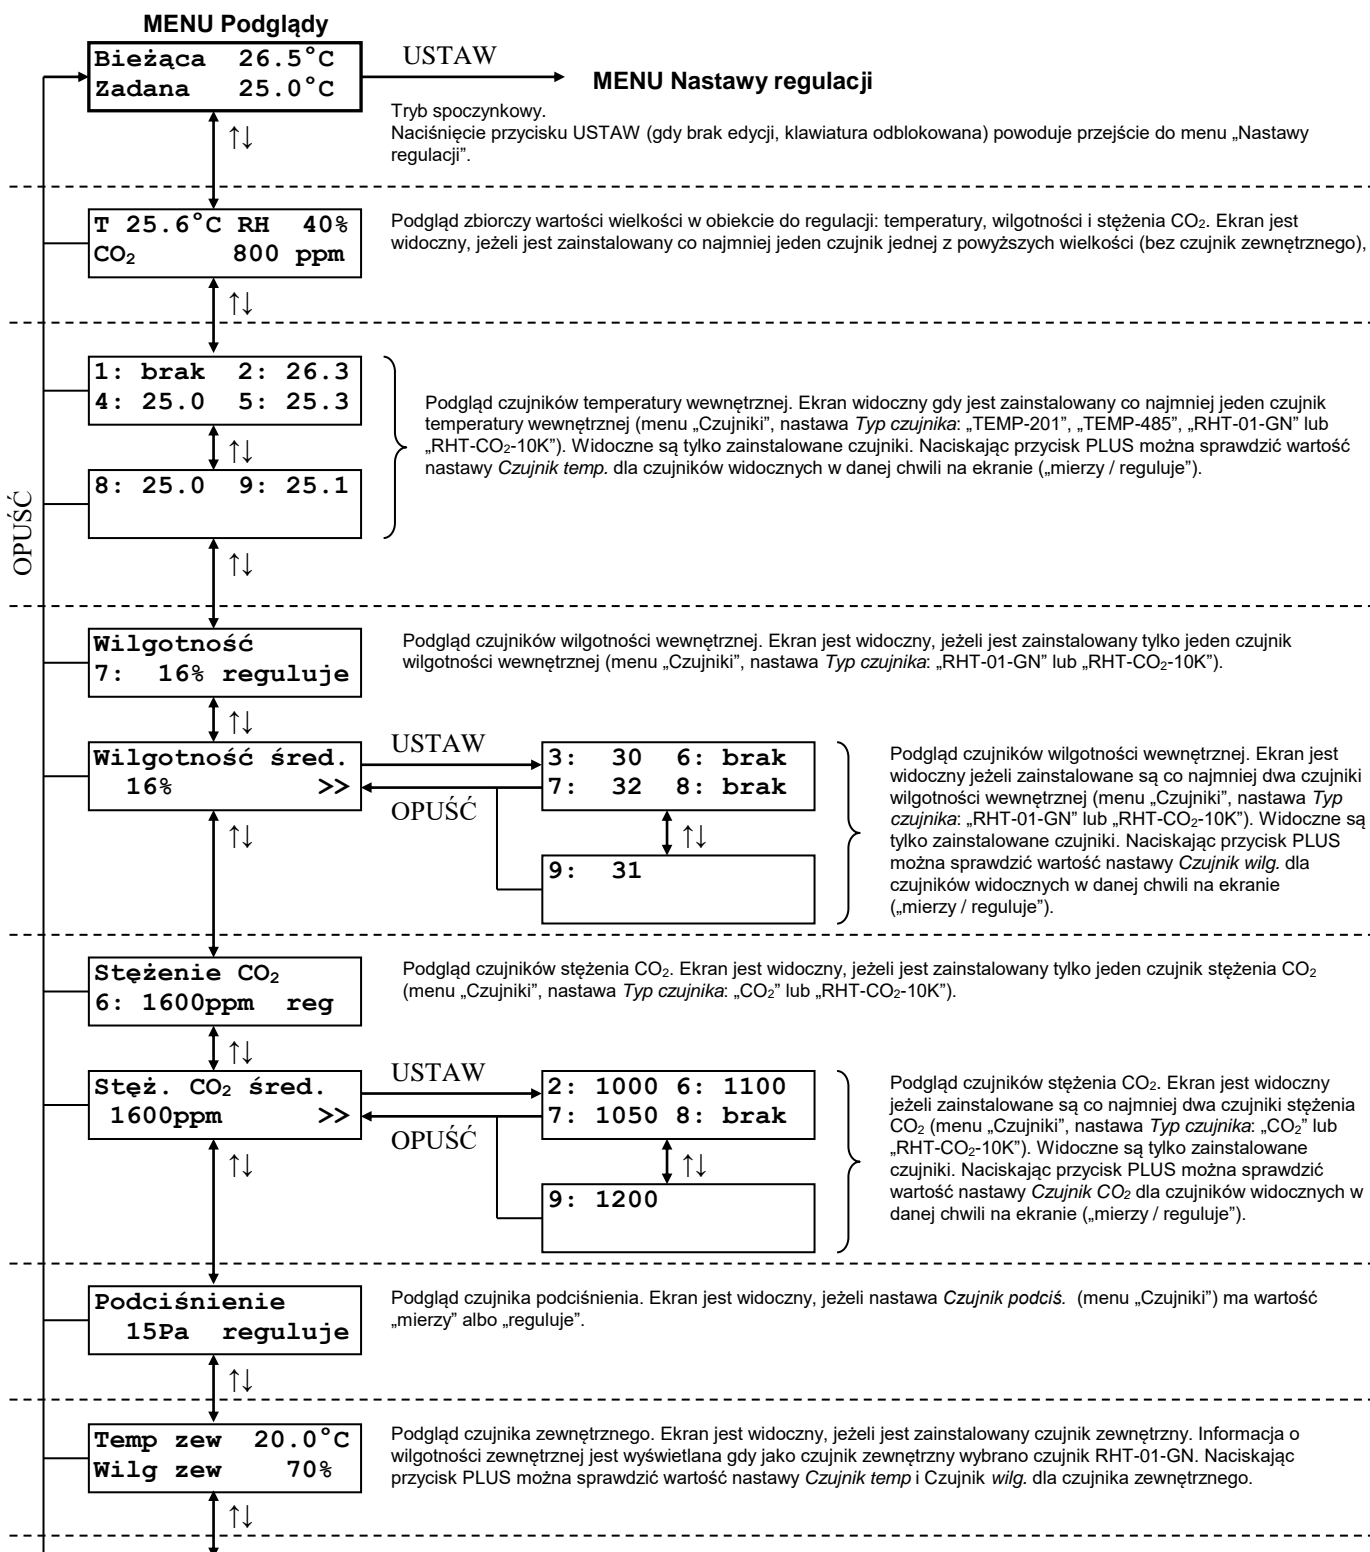 MENU Podglądy
Bieżąca 26.5°C
Zadana 25.0°C
USTAW
MENU Nastawy regulacji
Tryb spoczynkowy.
Naciśnięcie przycisku USTAW (gdy brak edycji, klawiatura odblokowana) powoduje przejście do menu „Nastawy
regulacji”.
↑↓
T 25.6°C RH 40%
CO₂ 800 ppm
Podgląd zbiorczy wartości wielkości w obiekcie do regulacji: temperatury, wilgotności i stężenia CO₂. Ekran jest
widoczny, jeżeli jest zainstalowany co najmniej jeden czujnik jednej z powyższych wielkości (bez czujnik zewnętrznego),
↑↓
1: brak 2: 26.3
4: 25.0 5: 25.3
↑↓
8: 25.0 9: 25.1
Podgląd czujników temperatury wewnętrznej. Ekran widoczny gdy jest zainstalowany co najmniej jeden czujnik
temperatury wewnętrznej (menu „Czujniki”, nastawa Typ czujnika: „TEMP-201”, „TEMP-485”, „RHT-01-GN” lub
„RHT-CO₂-10K”). Widoczne są tylko zainstalowane czujniki. Naciskając przycisk PLUS można sprawdzić wartość
nastawy Czujnik temp. dla czujników widocznych w danej chwili na ekranie („mierzy / reguluje”).
OPUŚĆ
↑↓
Wilgotność
7: 16% reguluje
Podgląd czujników wilgotności wewnętrznej. Ekran jest widoczny, jeżeli jest zainstalowany tylko jeden czujnik
wilgotności wewnętrznej (menu „Czujniki”, nastawa Typ czujnika: „RHT-01-GN” lub „RHT-CO₂-10K”).
↑↓
Wilgotność śred.
16% >>
USTAW
OPUŚĆ
3: 30 6: brak
7: 32 8: brak
↑↓
9: 31
Podgląd czujników wilgotności wewnętrznej. Ekran jest
widoczny jeżeli zainstalowane są co najmniej dwa czujniki
wilgotności wewnętrznej (menu „Czujniki”, nastawa Typ
czujnika: „RHT-01-GN” lub „RHT-CO₂-10K”). Widoczne są
tylko zainstalowane czujniki. Naciskając przycisk PLUS
można sprawdzić wartość nastawy Czujnik wilg. dla
czujników widocznych w danej chwili na ekranie
(„mierzy / reguluje”).
↑↓
Stężenie CO₂
6: 1600ppm reg
Podgląd czujników stężenia CO₂. Ekran jest widoczny, jeżeli jest zainstalowany tylko jeden czujnik stężenia CO₂
(menu „Czujniki”, nastawa Typ czujnika: „CO₂” lub „RHT-CO₂-10K”).
↑↓
Stęż. CO₂ śred.
1600ppm >>
USTAW
OPUŚĆ
2: 1000 6: 1100
7: 1050 8: brak
↑↓
9: 1200
Podgląd czujników stężenia CO₂. Ekran jest widoczny
jeżeli zainstalowane są co najmniej dwa czujniki stężenia
CO₂ (menu „Czujniki”, nastawa Typ czujnika: „CO₂” lub
„RHT-CO₂-10K”). Widoczne są tylko zainstalowane
czujniki. Naciskając przycisk PLUS można sprawdzić
wartość nastawy Czujnik CO₂ dla czujników widocznych w
danej chwili na ekranie („mierzy / reguluje”).
↑↓
Podciśnienie
15Pa reguluje
Podgląd czujnika podciśnienia. Ekran jest widoczny, jeżeli nastawa Czujnik podciś. (menu „Czujniki”) ma wartość
„mierzy” albo „reguluje”.
↑↓
Temp zew 20.0°C
Wilg zew 70%
Podgląd czujnika zewnętrznego. Ekran jest widoczny, jeżeli jest zainstalowany czujnik zewnętrzny. Informacja o
wilgotności zewnętrznej jest wyświetlana gdy jako czujnik zewnętrzny wybrano czujnik RHT-01-GN. Naciskając
przycisk PLUS można sprawdzić wartość nastawy Czujnik temp i Czujnik wilg. dla czujnika zewnętrznego.
↑↓